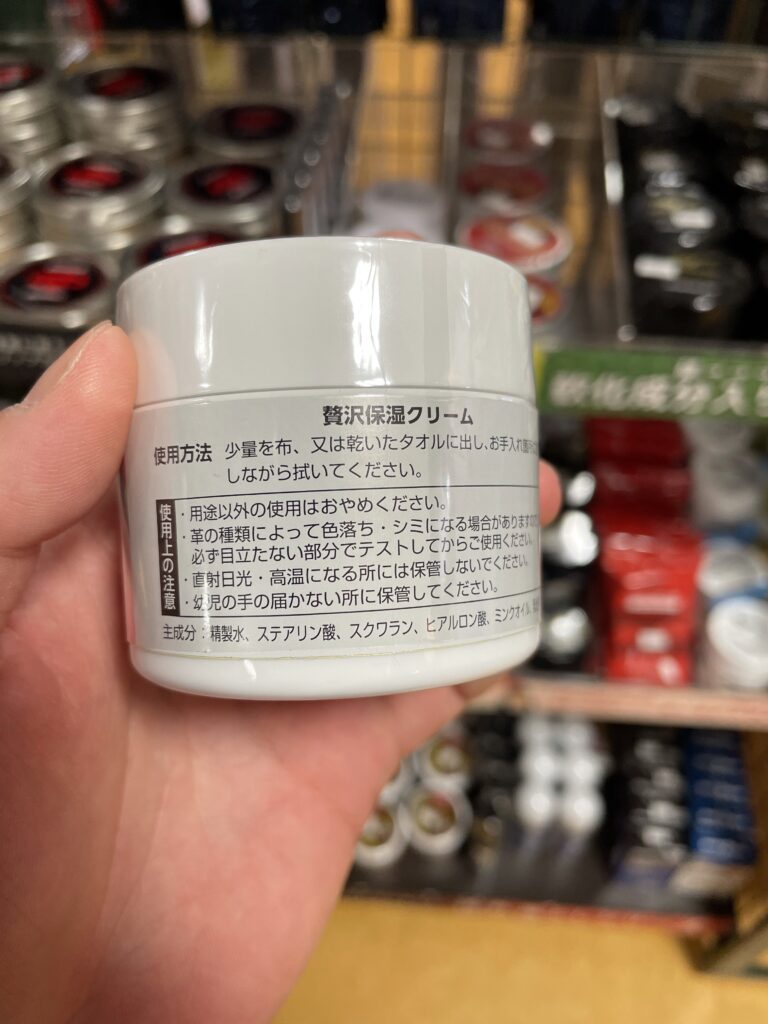 贅沢保湿クリーム
使用方法 少量を布、又は乾いたタオルに出し、お手入れ
しながら拭いてください。
使用上の注意
・用途以外の使用はおやめください。
・革の種類によって色落ち・シミになる場合があります
必ず目立たない部分でテストしてからご使用ください。
・直射日光・高温になる所には保管しないでください。
・幼児の手の届かない所に保管してください。
主成分：精製水、ステアリン酸、スクワラン、ヒアルロン酸、ミンクオイル、
軟化成分入